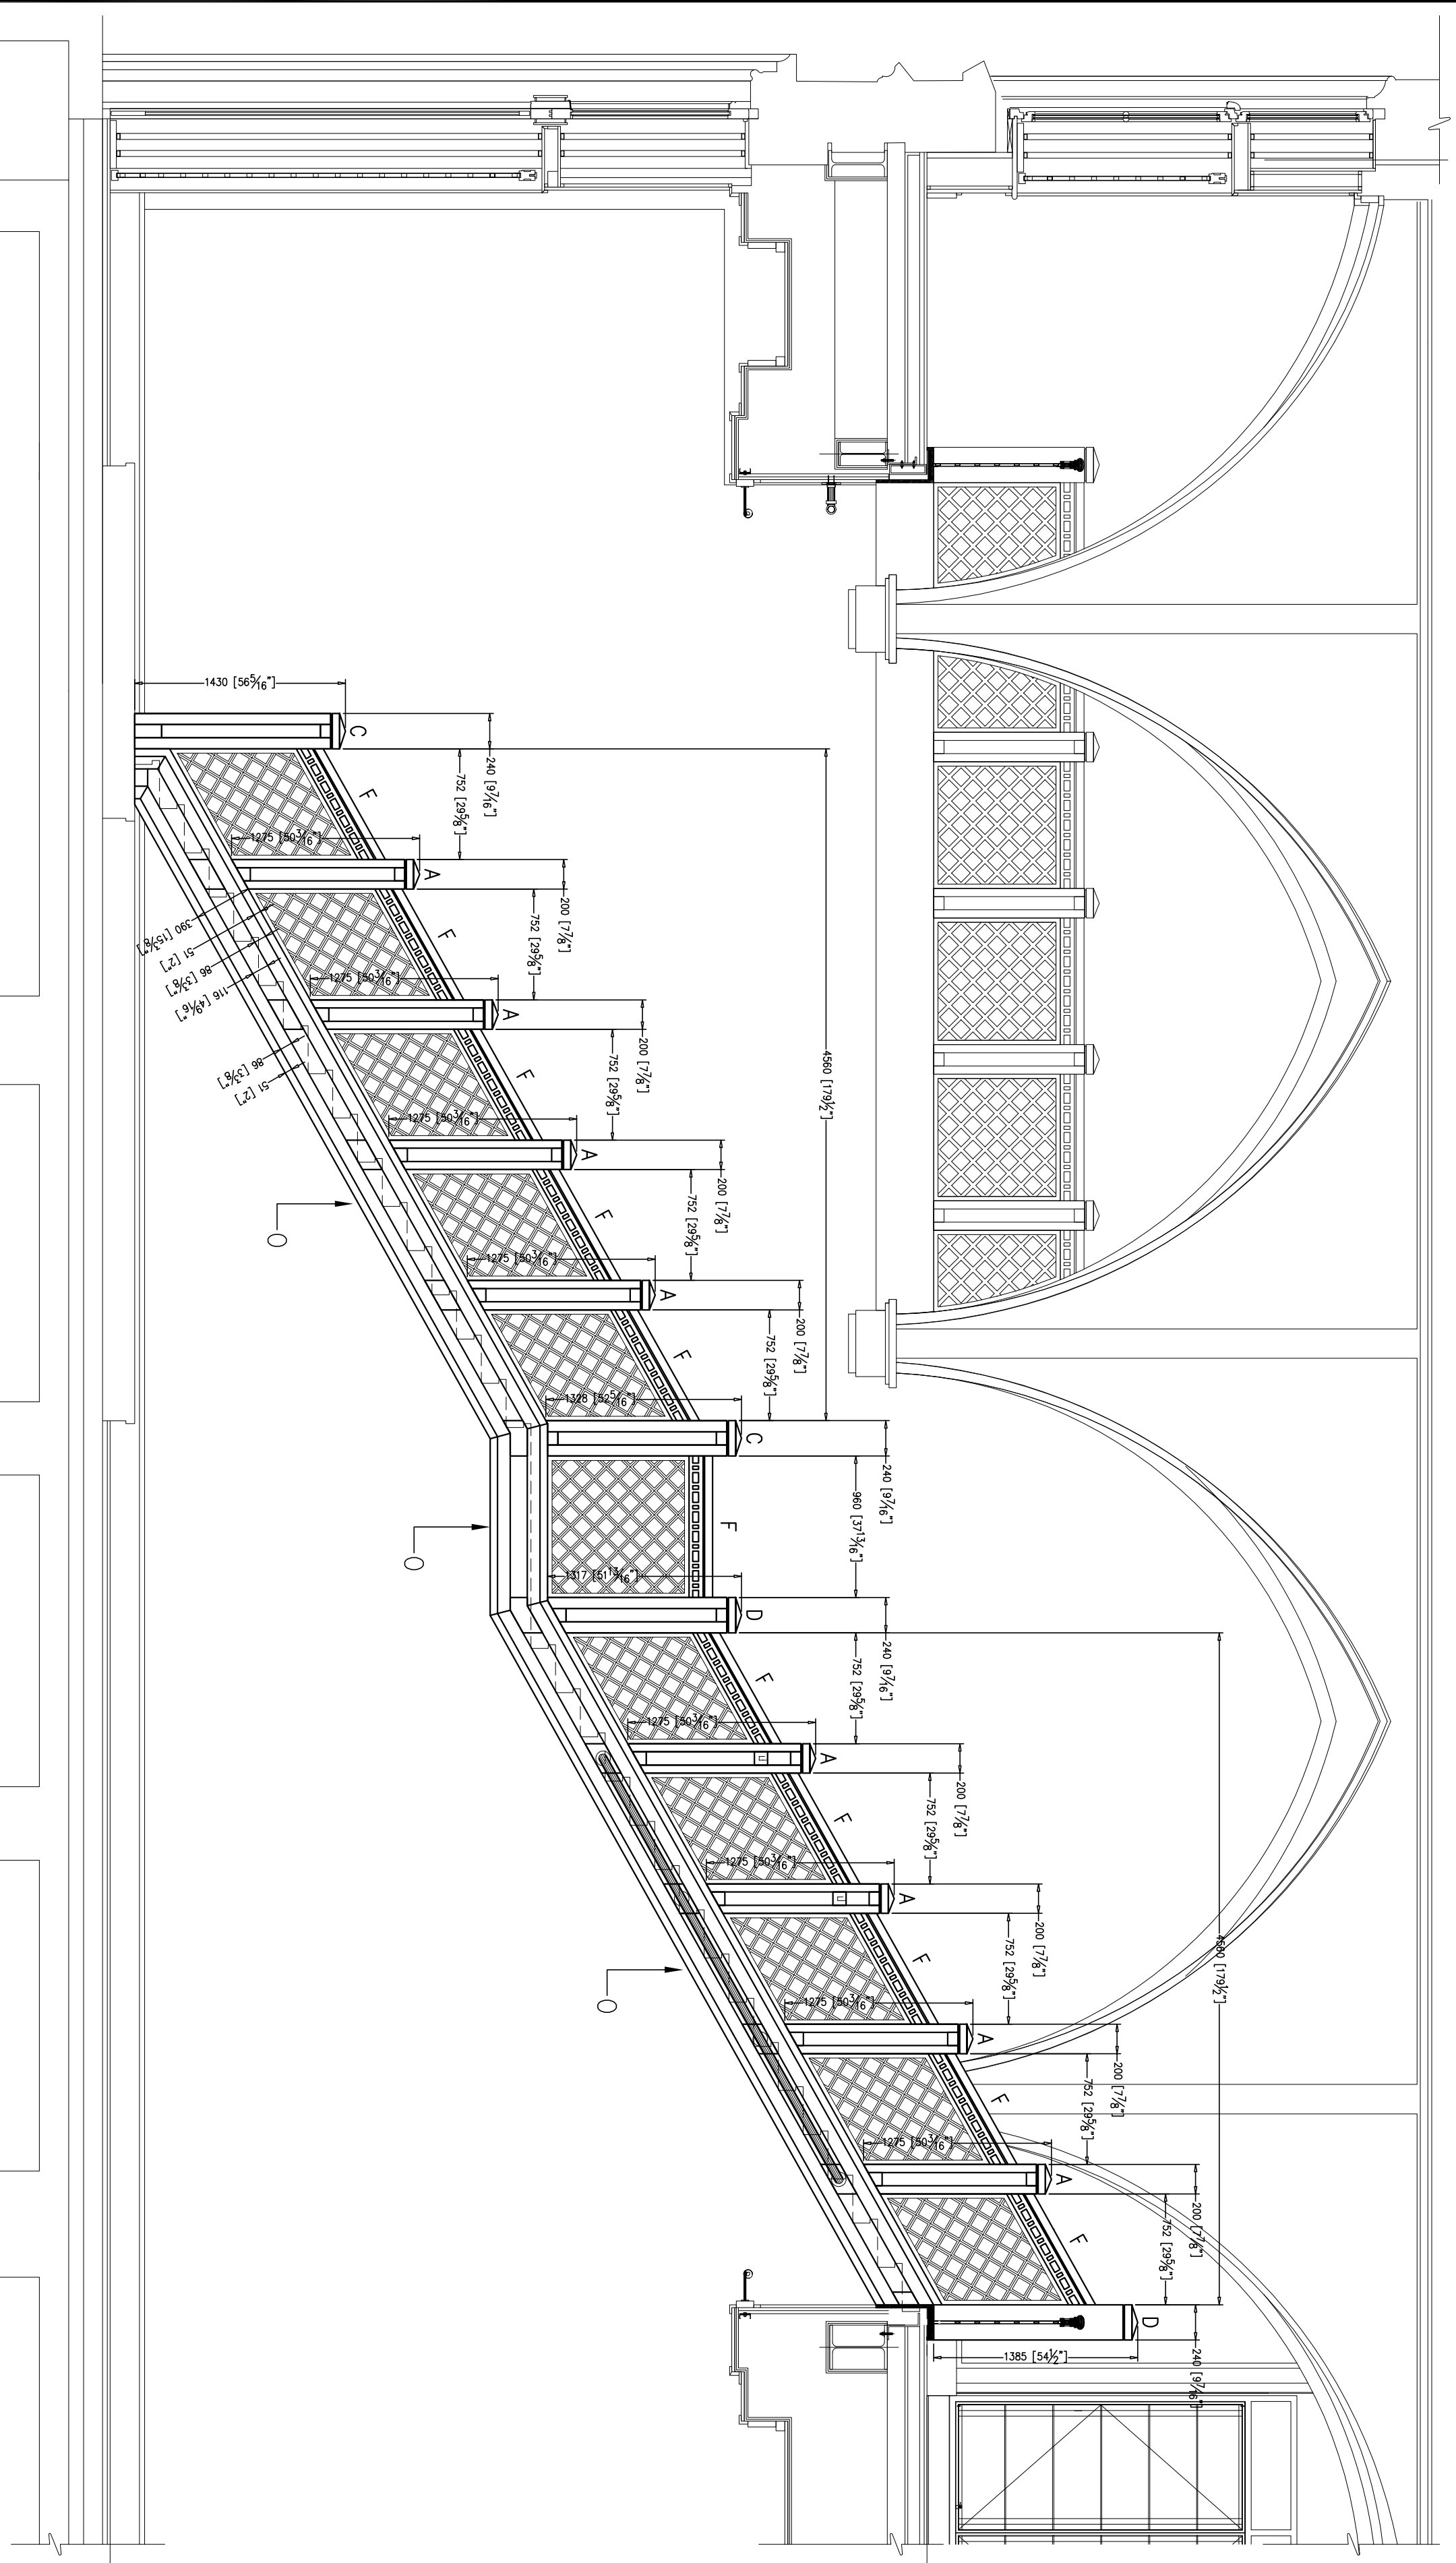 1430 [56 5/16"]
C
240 [9 7/16"]
F
752 [29 5/8"]
1275 [50 3/16"]
A
200 [7 7/8"]
F
752 [29 5/8"]
390 [15 3/8"]
51 [2"]
86 [3 3/8"]
116 [4 9/16"]
86 [3 3/8"]
51 [2"]
1275 [50 3/16"]
A
200 [7 7/8"]
F
752 [29 5/8"]
4560 [179 1/2"]
1275 [50 3/16"]
A
200 [7 7/8"]
F
752 [29 5/8"]
O
1275 [50 3/16"]
A
200 [7 7/8"]
F
752 [29 5/8"]
1328 [52 5/16"]
C
240 [9 7/16"]
960 [37 13/16"]
F
O
1317 [51 13/16"]
D
240 [9 7/16"]
F
752 [29 5/8"]
1275 [50 3/16"]
A
200 [7 7/8"]
F
752 [29 5/8"]
1275 [50 3/16"]
A
200 [7 7/8"]
F
752 [29 5/8"]
4560 [179 1/2"]
O
1275 [50 3/16"]
A
200 [7 7/8"]
F
752 [29 5/8"]
1275 [50 3/16"]
A
200 [7 7/8"]
F
752 [29 5/8"]
D
240 [9 7/16"]
1385 [54 1/2"]